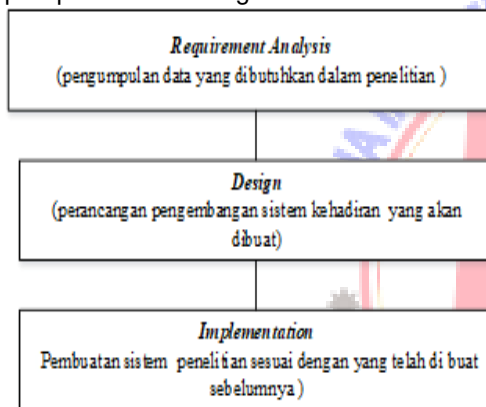 Requirement Analysis
(pengumpulan data yang dibutuhkan dalam penelitian )
Design
(perancangan pengembangan sistem kehadiran yang akan
dibuat)
Implementation
Pembuatan sistem penelitian sesuai dengan yang telah di buat
sebelumnya )